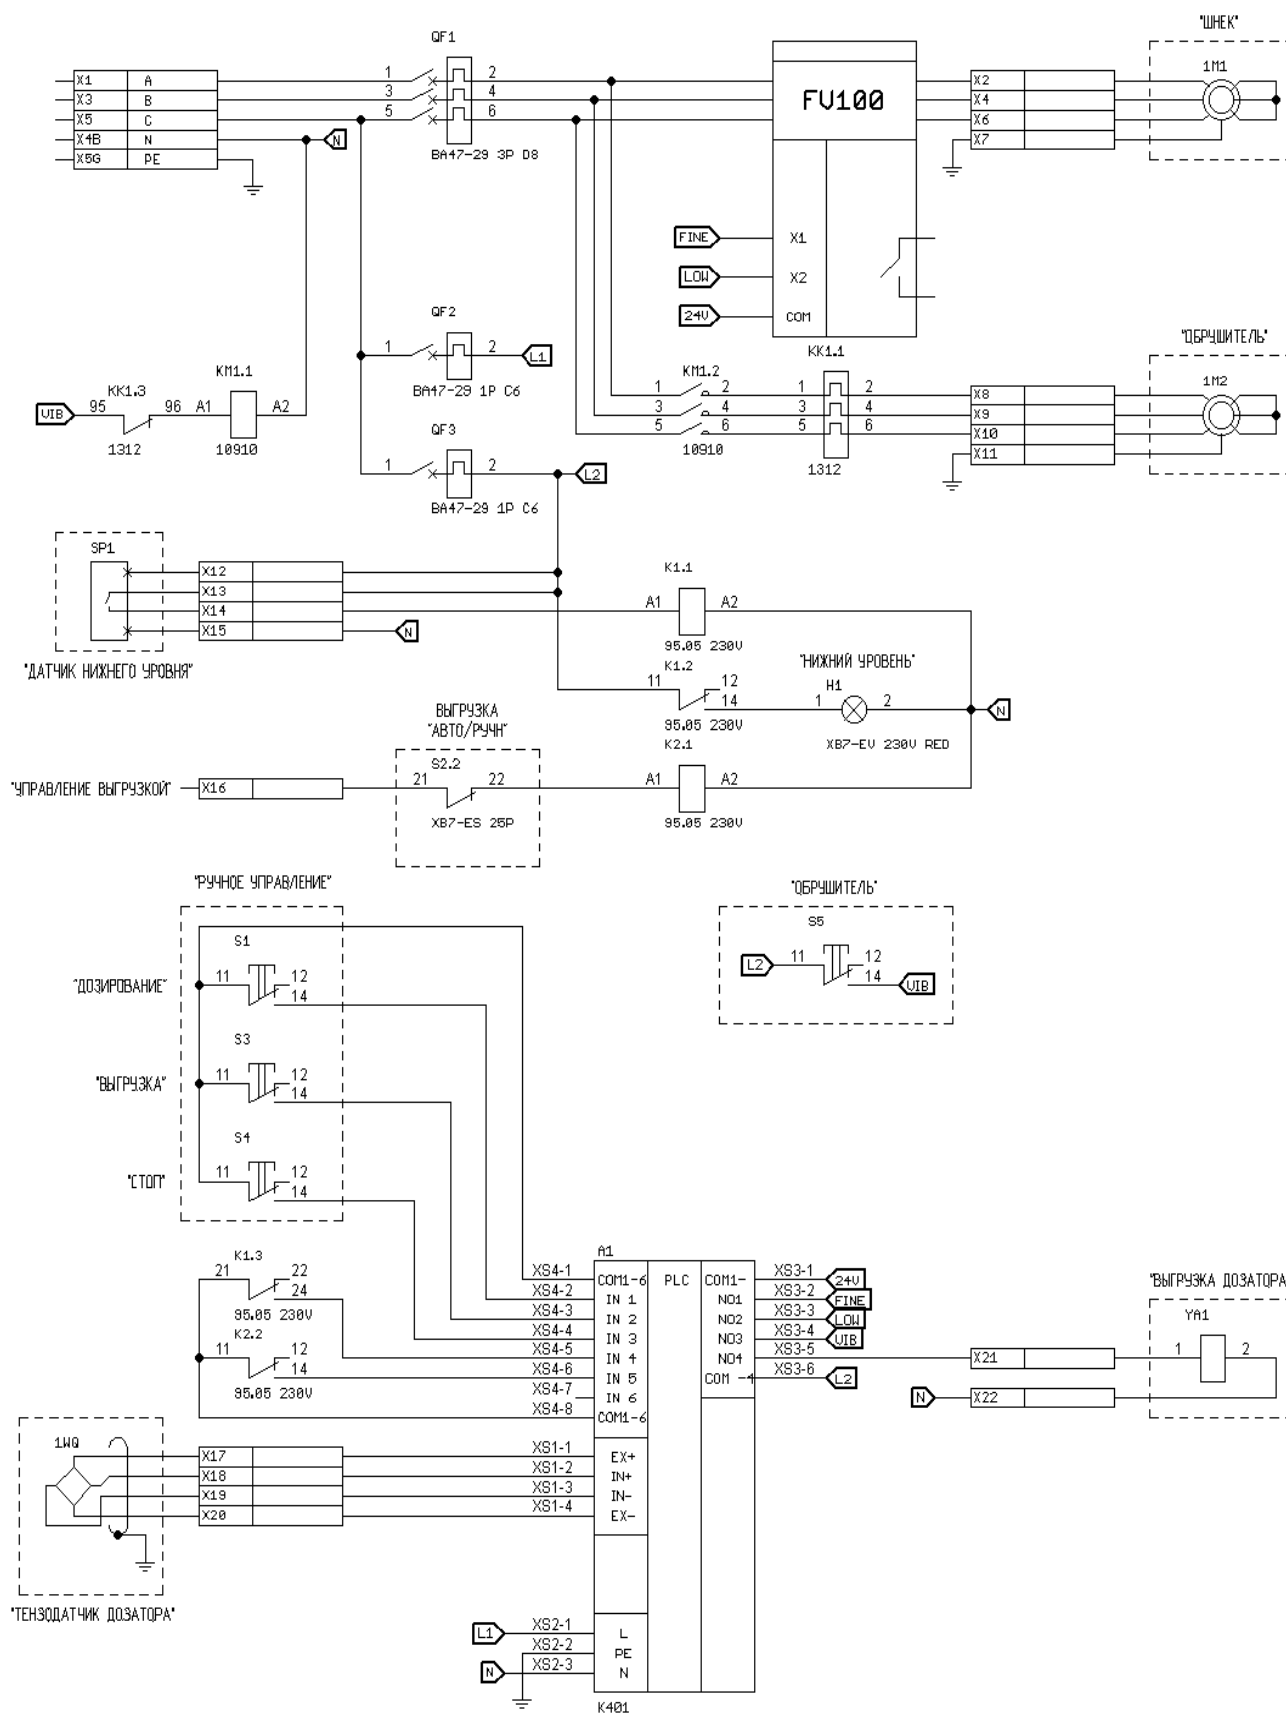 "ШНЕК"
QF1
1M1
X1 A 1 2 X2
X3 B 3 4 FV100 X4
X5 C 5 6 X6
X4B N N X7
X5G PE
BA47-29 3P D8
FINE X1
LOW X2
24V COM
QF2
"ОБРУШИТЕЛЬ"
1 2 L1
KK1.1
KM1.1 KM1.2 1M2
KK1.3 BA47-29 1P C6
1 2 1 2 X8
VIB 95 96 A1 A2 3 4 3 4 X9
5 6 5 6 X10
QF3
1312 10910 10910 X11
1 2 L2 1312
BA47-29 1P C6
SP1
X12 K1.1
X13
X14 A1 A2
X15 N
95.05 230V
"ДАТЧИК НИЖНЕГО УРОВНЯ"
K1.2 "НИЖНИЙ УРОВЕНЬ"
11 12 H1
14 1 2 N
ВЫГРУЗКА
"АВТО/РУЧН"
95.05 230V
K2.1 XB7-EV 230V RED
S2.2
"УПРАВЛЕНИЕ ВЫГРУЗКОЙ" X16 21 22 A1 A2
XB7-ES 25P 95.05 230V
"РУЧНОЕ УПРАВЛЕНИЕ" "ОБРУШИТЕЛЬ"
S5
S1
L2 11 12
14 VIB
"ДОЗИРОВАНИЕ" 11 12
14
S3
"ВЫГРУЗКА" 11 12
14
S4
"СТОП" 11 12
14
K1.3 A1
21 22 XS4-1 COM1-6 PLC COM1- XS3-1 24V "ВЫГРУЗКА ДОЗАТОРА
24 XS4-2 IN 1 NO1 XS3-2 FINE
95.05 230V XS4-3 IN 2 NO2 XS3-3 LOW YA1
K2.2 XS4-4 IN 3 NO3 XS3-4 VIB
11 12 XS4-5 IN 4 NO4 XS3-5 X21 1 2
14 XS4-6 IN 5 COM -4 XS3-6 L2
95.05 230V XS4-7 IN 6 N X22
XS4-8 COM1-6
1WQ
X17 XS1-1 EX+
X18 XS1-2 IN+
X19 XS1-3 IN-
X20 XS1-4 EX-
"ТЕНЗОДАТЧИК ДОЗАТОРА"
L1 XS2-1 L
XS2-2 PE
N XS2-3 N
K401